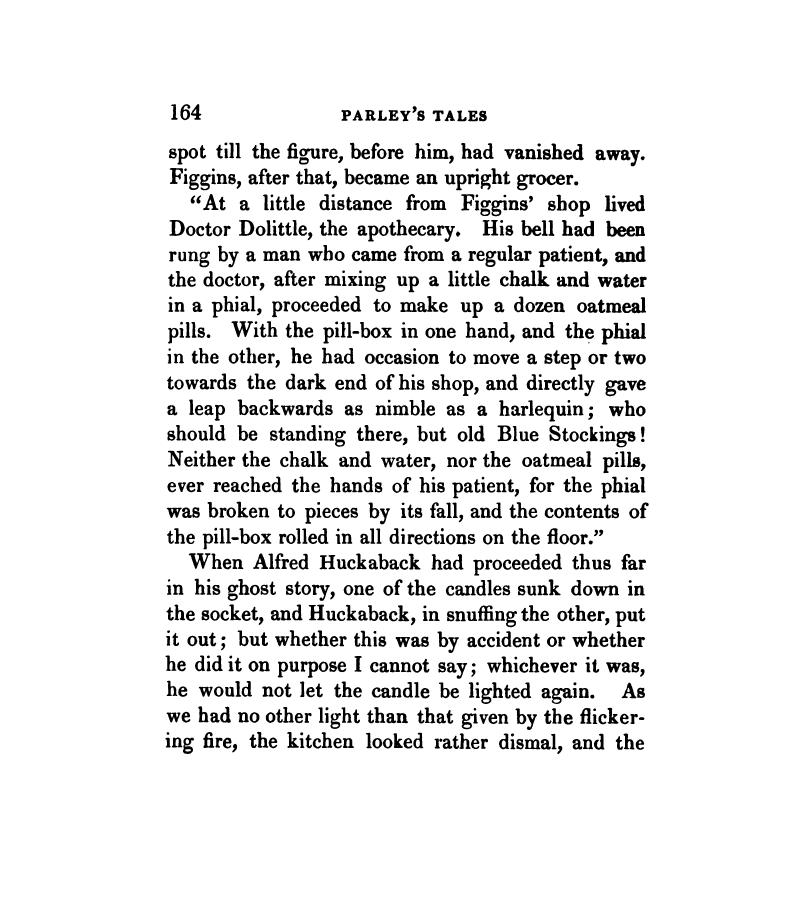 164 PARLEY'S TALES
spot till the figure, before him, had vanished away.
Figgins, after that, became an upright grocer.
"At a little distance from Figgins' shop lived
Doctor Dolittle, the apothecary. His bell had been
rung by a man who came from a regular patient, and
the doctor, after mixing up a little chalk and water
in a phial, proceeded to make up a dozen oatmeal
pills. With the pill-box in one hand, and the phial
in the other, he had occasion to move a step or two
towards the dark end of his shop, and directly gave
a leap backwards as nimble as a harlequin; who
should be standing there, but old Blue Stockings!
Neither the chalk and water, nor the oatmeal pills,
ever reached the hands of his patient, for the phial
was broken to pieces by its fall, and the contents of
the pill-box rolled in all directions on the floor."
When Alfred Huckaback had proceeded thus far
in his ghost story, one of the candles sunk down in
the socket, and Huckaback, in snuffing the other, put
it out; but whether this was by accident or whether
he did it on purpose I cannot say; whichever it was,
he would not let the candle be lighted again. As
we had no other light than that given by the flicker-
ing fire, the kitchen looked rather dismal, and the